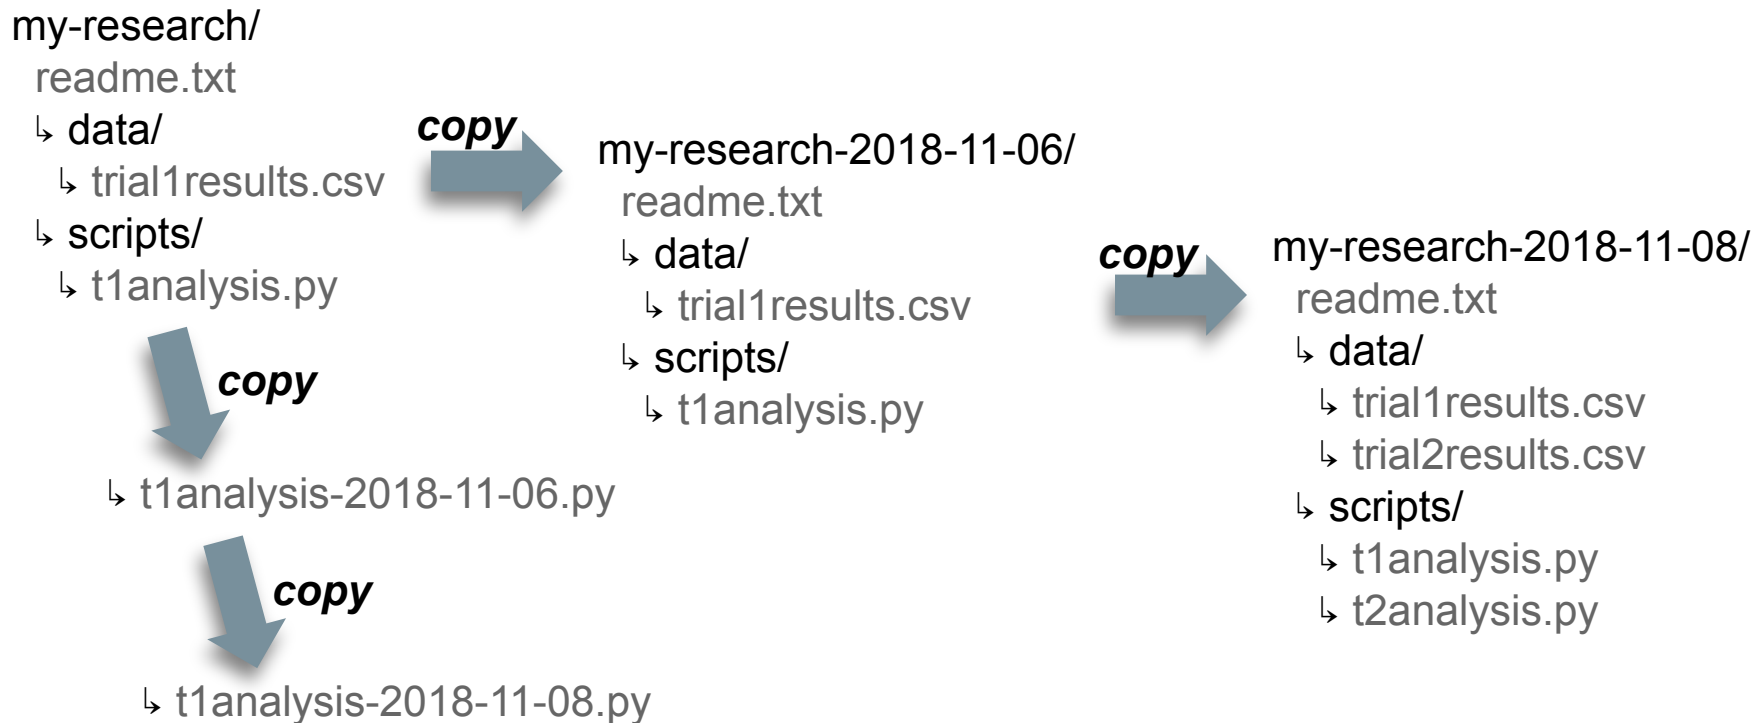 my-research/
readme.txt
↳ data/
↳ trial1results.csv
↳ scripts/
↳ t1analysis.py
copy
↳ t1analysis-2018-11-06.py
copy
↳ t1analysis-2018-11-08.py
copy
my-research-2018-11-06/
readme.txt
↳ data/
↳ trial1results.csv
↳ scripts/
↳ t1analysis.py
copy
my-research-2018-11-08/
readme.txt
↳ data/
↳ trial1results.csv
↳ trial2results.csv
↳ scripts/
↳ t1analysis.py
↳ t2analysis.py